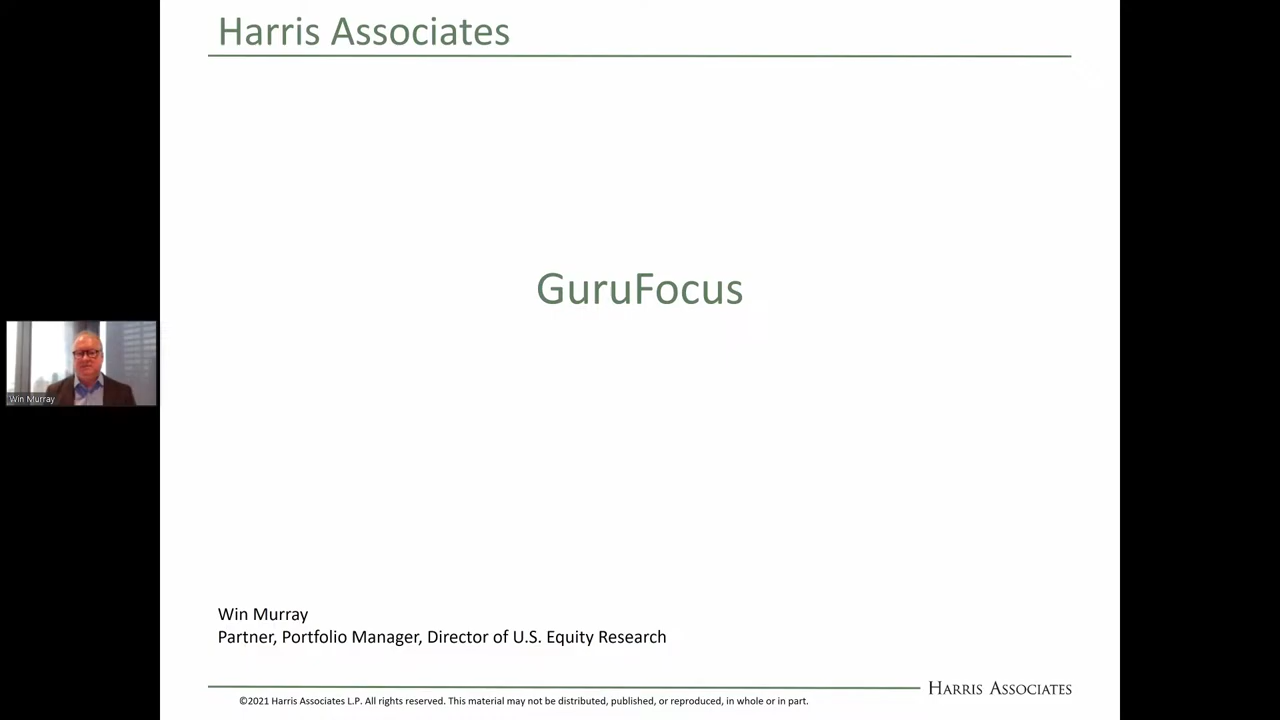 Harris Associates
GuruFocus
Win Murray
Win Murray
Partner, Portfolio Manager, Director of U.S. Equity Research
HARRIS ASSOCIATES
©2021 Harris Associates L.P. All rights reserved. This material may not be distributed, published, or reproduced, in whole or in part.